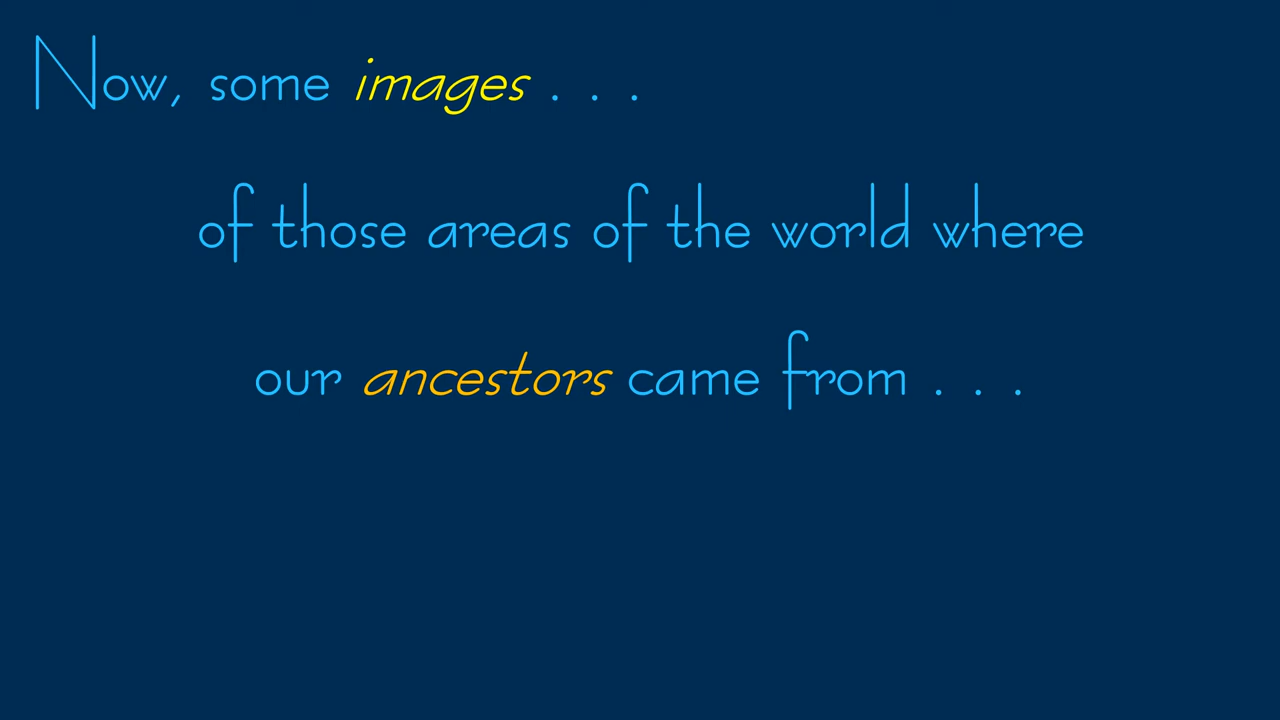 Now, some images . . .
of those areas of the world where
our ancestors came from . . .